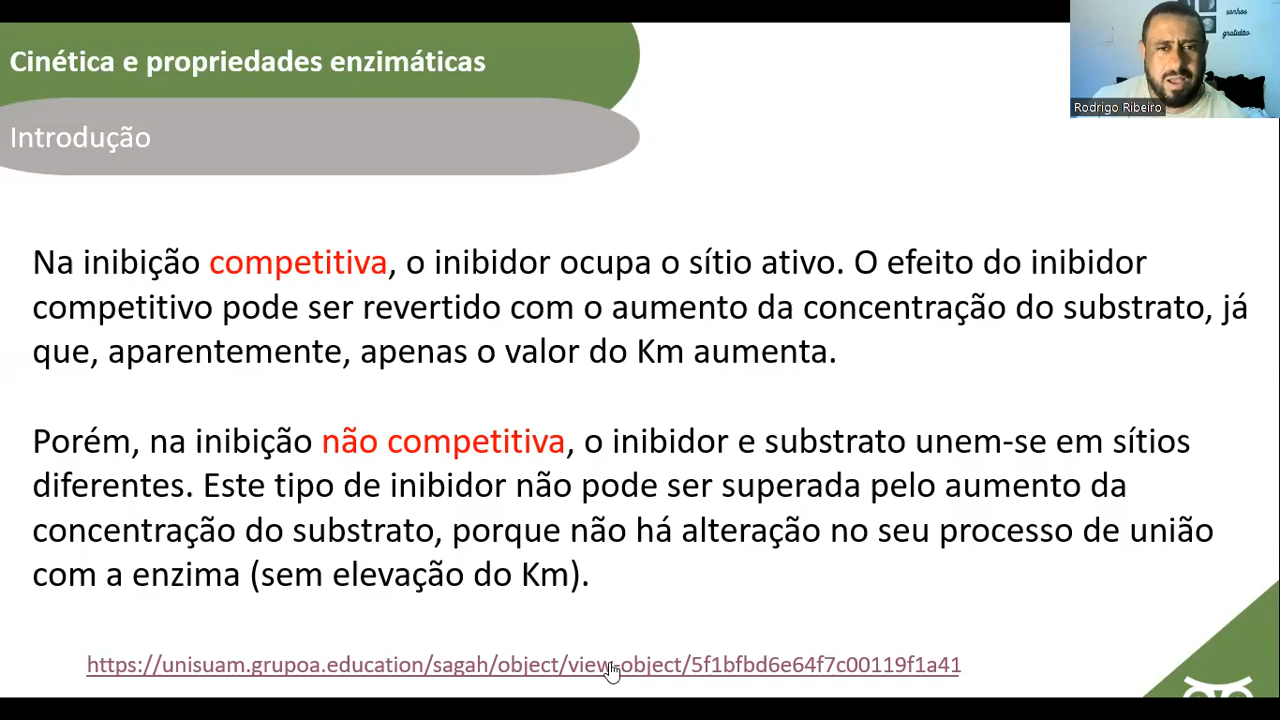 Cinética e propriedades enzimáticas
Introdução
sonhos
gratidão
Rodrigo Ribeiro
Na inibição competitiva, o inibidor ocupa o sítio ativo. O efeito do inibidor
competitivo pode ser revertido com o aumento da concentração do substrato, já
que, aparentemente, apenas o valor do Km aumenta.
Porém, na inibição não competitiva, o inibidor e substrato unem-se em sítios
diferentes. Este tipo de inibidor não pode ser superada pelo aumento da
concentração do substrato, porque não há alteração no seu processo de união
com a enzima (sem elevação do Km).
https://unisuam.grupoa.education/sagah/object/view-object/5f1bfbd6e64f7c00119f1a41